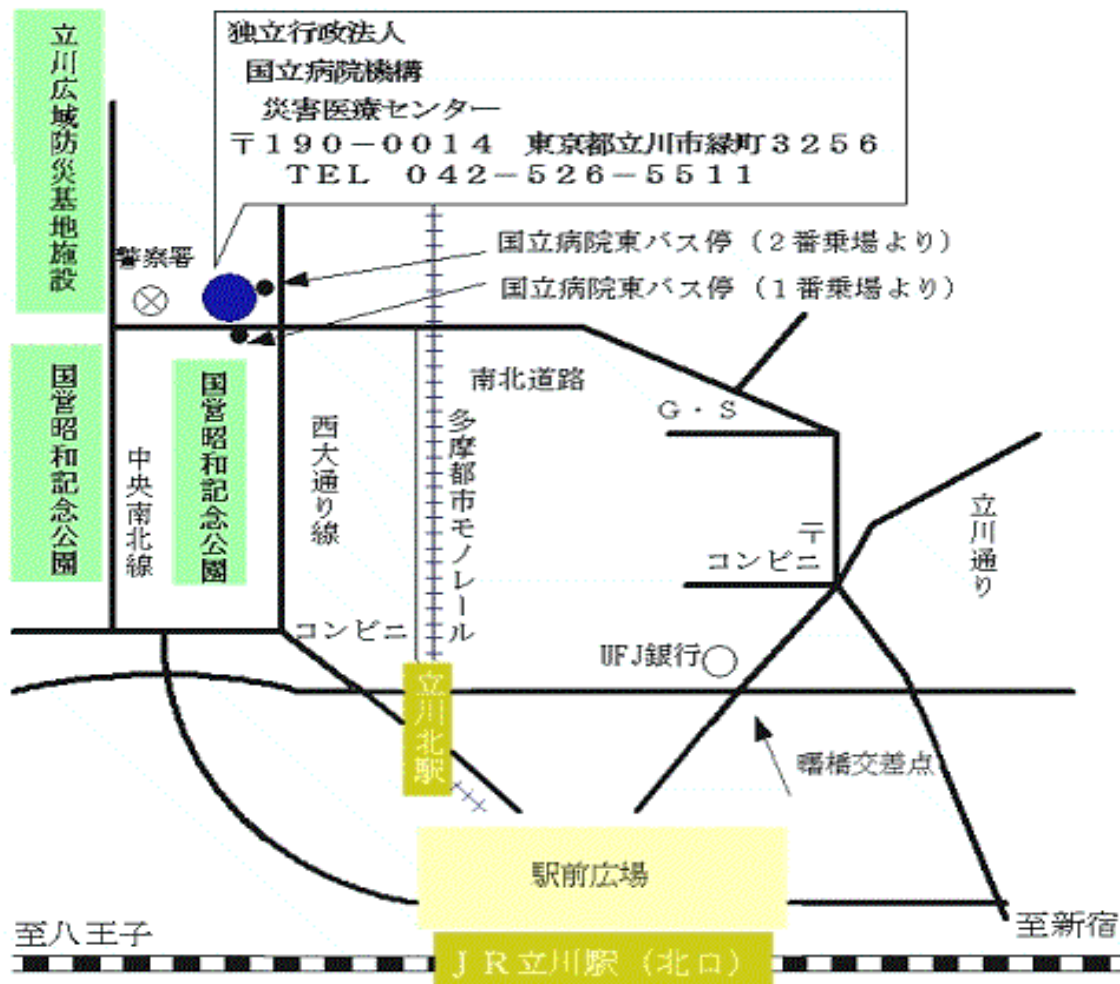 独立行政法人
国立病院機構
災害医療センター
〒１９０－００１４　東京都立川市緑町３２５６
ＴＥＬ　０４２－５２６－５５１１
立川広域防災基地施設
警察署
国立病院東バス停（２番乗場より）
国立病院東バス停（１番乗場より）
国営昭和記念公園
中央南北線
国営昭和記念公園
西大通り線
多摩都市モノレール
南北道路
Ｇ・Ｓ
〒
コンビニ
立川通り
コンビニ
UFJ銀行
立川北駅
曙橋交差点
駅前広場
至八王子
至新宿
ＪＲ立川駅（北口）